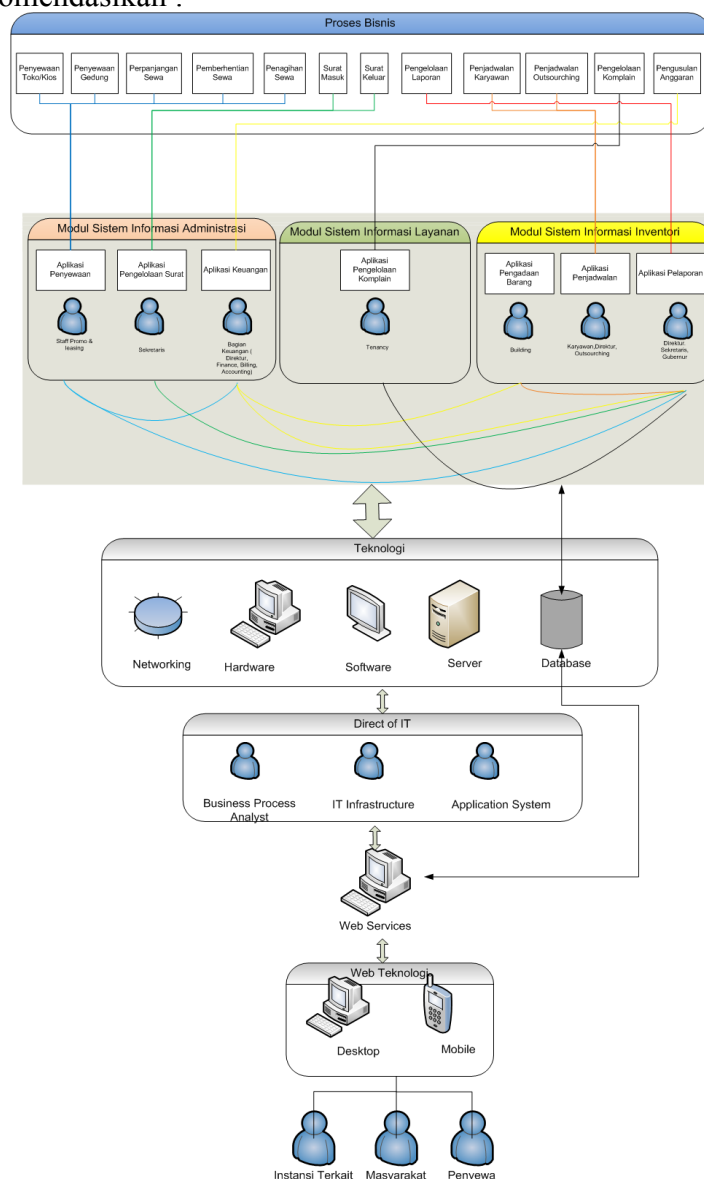 omendasikan :
Proses Bisnis
Penyewaan
Toko/Kios
Penyewaan
Gedung
Perpanjangan
Sewa
Pemberhentian
Sewa
Penagihan
Sewa
Surat
Masuk
Surat
Keluar
Pengelolaan
Laporan
Penjadwalan
Karyawan
Penjadwalan
Outsourching
Pengelolaan
Komplain
Pengusulan
Anggaran
Modul Sistem Informasi Administrasi
Aplikasi
Penyewaan
Aplikasi
Pengelolaan Surat
Aplikasi Keuangan
Staff Promo &
leasing
Sekretaris
Bagian
Keuangan (
Direktur,
Finance, Billing,
Accounting)
Modul Sistem Informasi Layanan
Aplikasi
Pengelolaan
Komplain
Tenancy
Modul Sistem Informasi Inventori
Aplikasi
Pengadaan
Barang
Aplikasi
Penjadwalan
Aplikasi Pelaporan
Building
Karyawan,Direktur,
Outsourching
Direktur,
Sekretaris,
Gubernur
Teknologi
Networking
Hardware
Software
Server
Database
Direct of IT
Business Process
Analyst
IT Infrastructure
Application System
Web Services
Web Teknologi
Desktop
Mobile
Instansi Terkait
Masyarakat
Penyewa